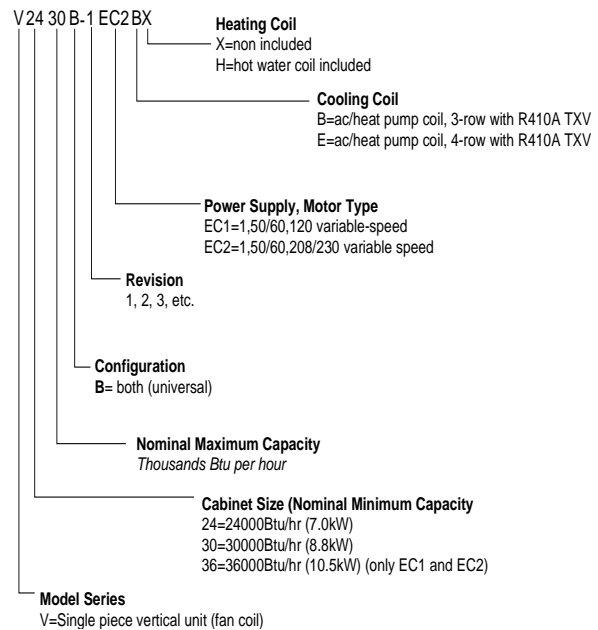 V 24 30 B-1 EC2 BX
Heating Coil
X=non included
H=hot water coil included
Cooling Coil
B=ac/heat pump coil, 3-row with R410A TXV
E=ac/heat pump coil, 4-row with R410A TXV
Power Supply, Motor Type
EC1=1,50/60,120 variable-speed
EC2=1,50/60,208/230 variable speed
Revision
1, 2, 3, etc.
Configuration
B= both (universal)
Nominal Maximum Capacity
Thousands Btu per hour
Cabinet Size (Nominal Minimum Capacity
24=24000Btu/hr (7.0kW)
30=30000Btu/hr (8.8kW)
36=36000Btu/hr (10.5kW) (only EC1 and EC2)
Model Series
V=Single piece vertical unit (fan coil)